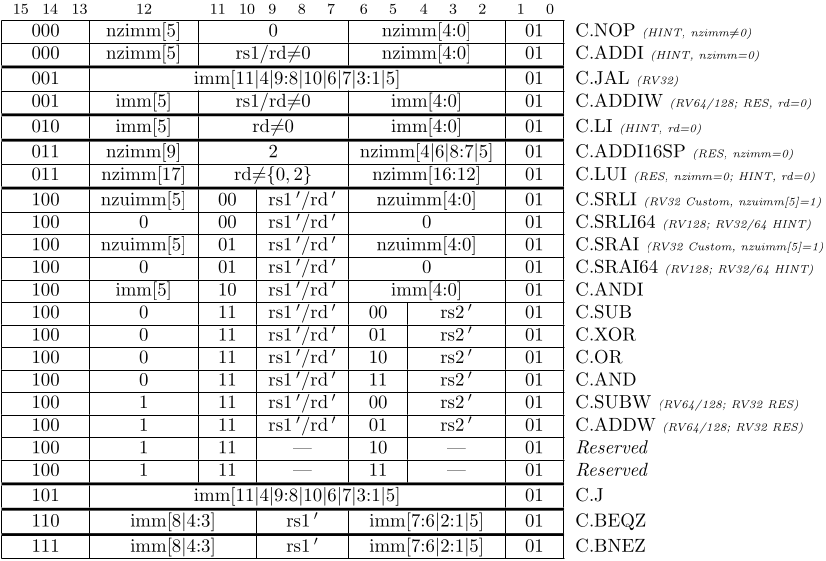 15 14 13 12 11 10 9 8 7 6 5 4 3 2 1 0
000 nzimm[5] 0 nzimm[4:0] 01 C.NOP (HINT, nzimm≠0)
000 nzimm[5] rs1/rd≠0 nzimm[4:0] 01 C.ADDI (HINT, nzimm=0)
001 imm[11|4|9:8|10|6|7|3:1|5] 01 C.JAL (RV32)
001 imm[5] rs1/rd≠0 imm[4:0] 01 C.ADDIW (RV64/128; RES, rd=0)
010 imm[5] rd≠0 imm[4:0] 01 C.LI (HINT, rd=0)
011 nzimm[9] 2 nzimm[4|6|8:7|5] 01 C.ADDI16SP (RES, nzimm=0)
011 nzimm[17] rd≠{0, 2} nzimm[16:12] 01 C.LUI (RES, nzimm=0; HINT, rd=0)
100 nzuimm[5] 00 rs1′/rd′ nzuimm[4:0] 01 C.SRLI (RV32 Custom, nzuimm[5]=1)
100 0 00 rs1′/rd′ 0 01 C.SRLI64 (RV128; RV32/64 HINT)
100 nzuimm[5] 01 rs1′/rd′ nzuimm[4:0] 01 C.SRAI (RV32 Custom, nzuimm[5]=1)
100 0 01 rs1′/rd′ 0 01 C.SRAI64 (RV128; RV32/64 HINT)
100 imm[5] 10 rs1′/rd′ imm[4:0] 01 C.ANDI
100 0 11 rs1′/rd′ 00 rs2′ 01 C.SUB
100 0 11 rs1′/rd′ 01 rs2′ 01 C.XOR
100 0 11 rs1′/rd′ 10 rs2′ 01 C.OR
100 0 11 rs1′/rd′ 11 rs2′ 01 C.AND
100 1 11 rs1′/rd′ 00 rs2′ 01 C.SUBW (RV64/128; RV32 RES)
100 1 11 rs1′/rd′ 01 rs2′ 01 C.ADDW (RV64/128; RV32 RES)
100 1 11 — 10 — 01 Reserved
100 1 11 — 11 — 01 Reserved
101 imm[11|4|9:8|10|6|7|3:1|5] 01 C.J
110 imm[8|4:3] rs1′ imm[7:6|2:1|5] 01 C.BEQZ
111 imm[8|4:3] rs1′ imm[7:6|2:1|5] 01 C.BNEZ